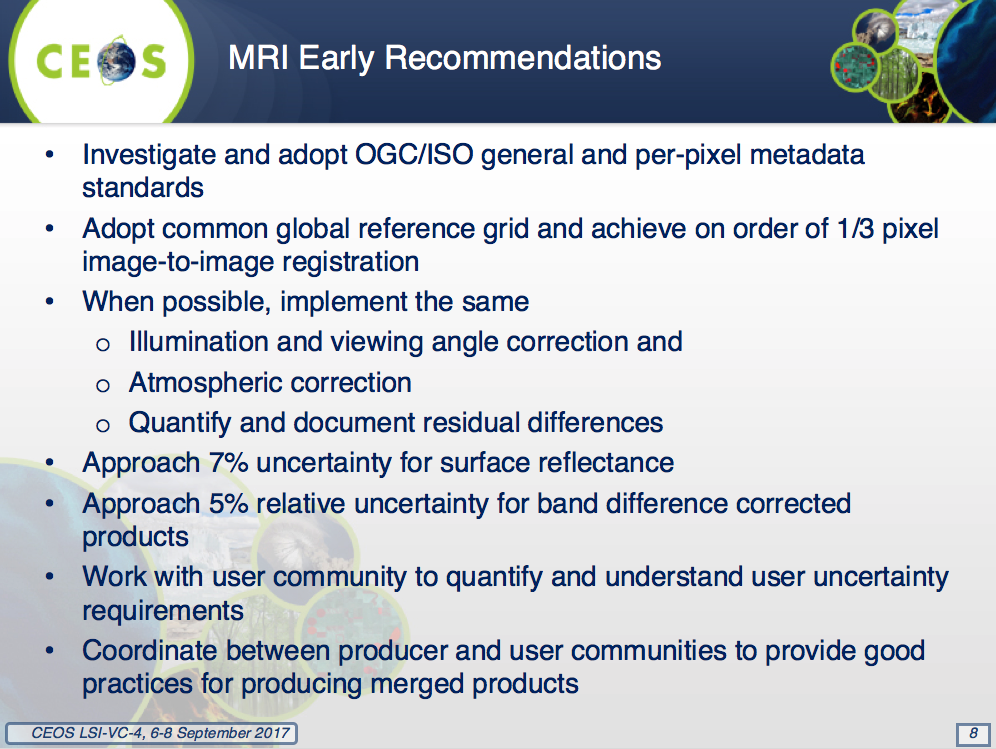 CEOS
MRI Early Recommendations
• Investigate and adopt OGC/ISO general and per-pixel metadata
standards
• Adopt common global reference grid and achieve on order of 1/3 pixel
image-to-image registration
• When possible, implement the same
o Illumination and viewing angle correction and
o Atmospheric correction
o Quantify and document residual differences
• Approach 7% uncertainty for surface reflectance
• Approach 5% relative uncertainty for band difference corrected
products
• Work with user community to quantify and understand user uncertainty
requirements
• Coordinate between producer and user communities to provide good
practices for producing merged products
CEOS LSI-VC-4, 6-8 September 2017
8